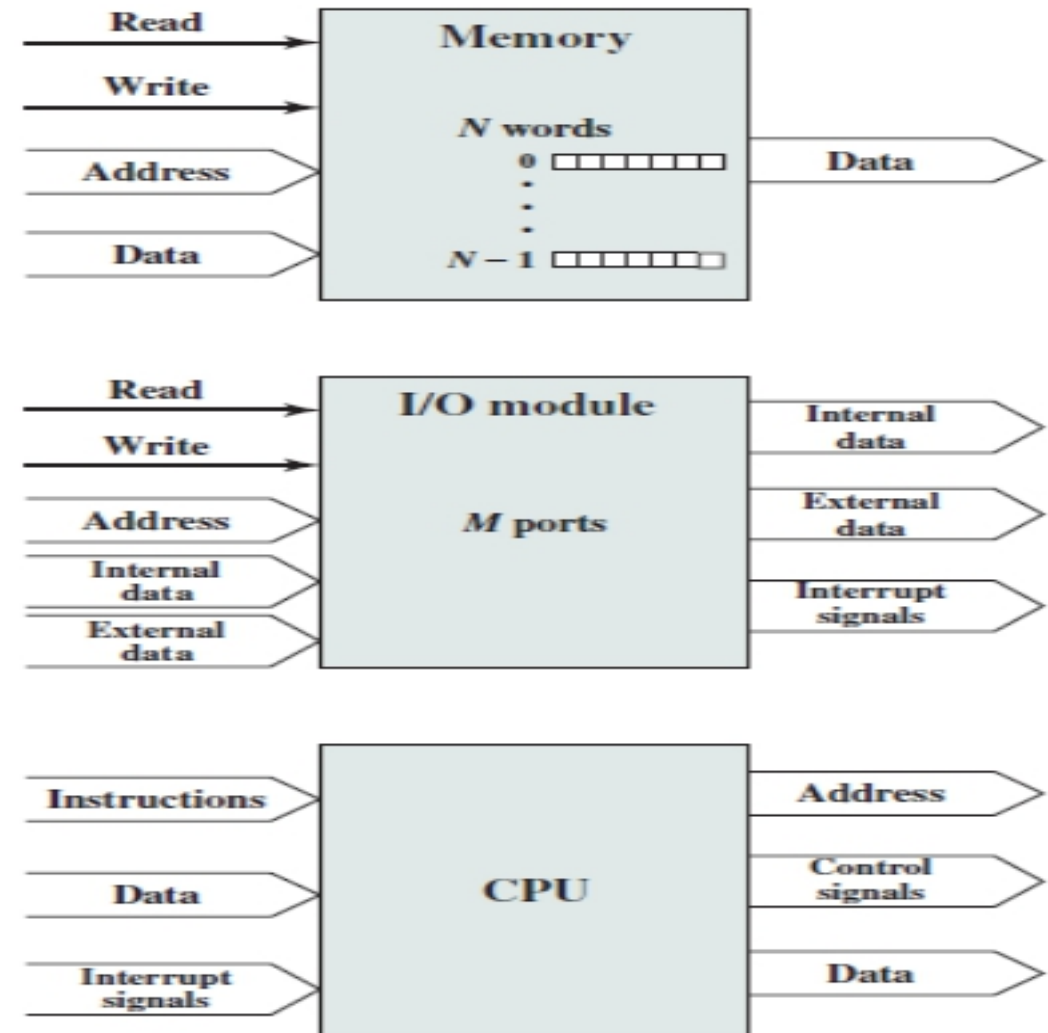 Read
Write
Address
Data
Memory
N words
0
N – 1
Data
Read
Write
Address
Internal
data
External
data
I/O module
M ports
Internal
data
External
data
Interrupt
signals
Instructions
Data
Interrupt
signals
CPU
Address
Control
signals
Data